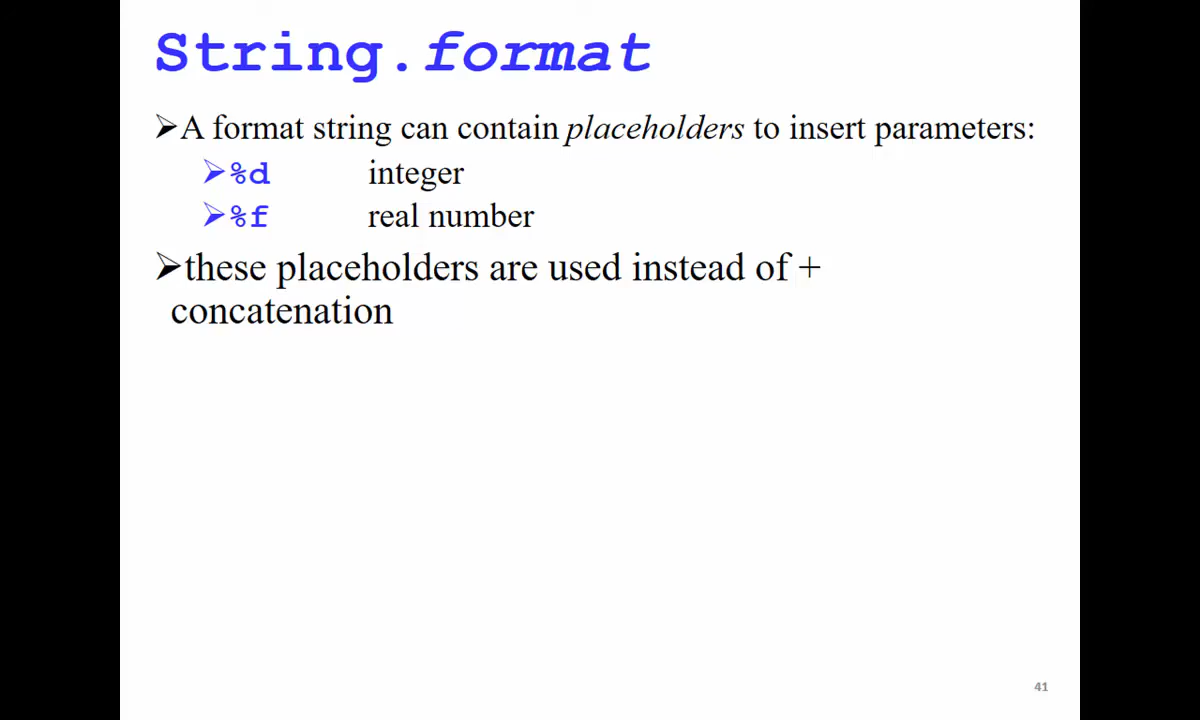 String.format
➢A format string can contain placeholders to insert parameters:
➢%d integer
➢%f real number
➢these placeholders are used instead of +
concatenation
41